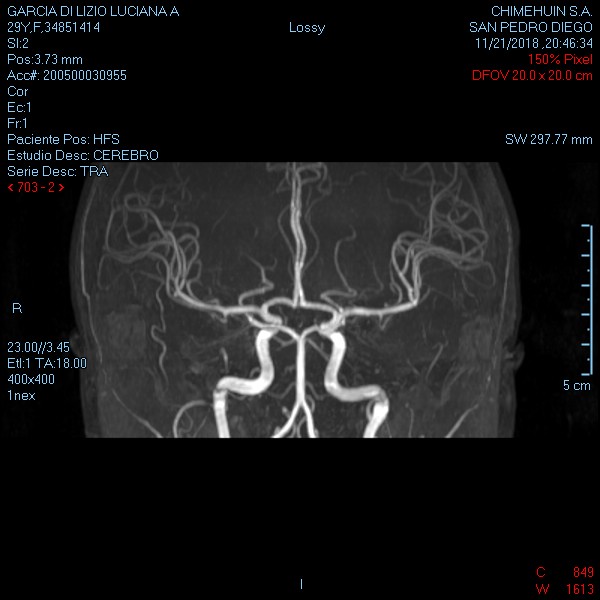 GARCIA DI LIZIO LUCIANA A
29Y,F,34851414
Sl:2
Pos:3.73 mm
Acc#: 200500030955
Cor
Ec:1
Fr:1
Paciente Pos: HFS
Estudio Desc: CEREBRO
Serie Desc: TRA
< 703 - 2 >
Lossy
CHIMEHUIN S.A.
SAN PEDRO DIEGO
11/21/2018 ,20:46:34
150% Pixel
DFOV 20.0 x 20.0 cm
SW 297.77 mm
R
23.00//3.45
Etl:1 TA:18.00
400x400
1nex
5 cm
I
C 849
W 1613